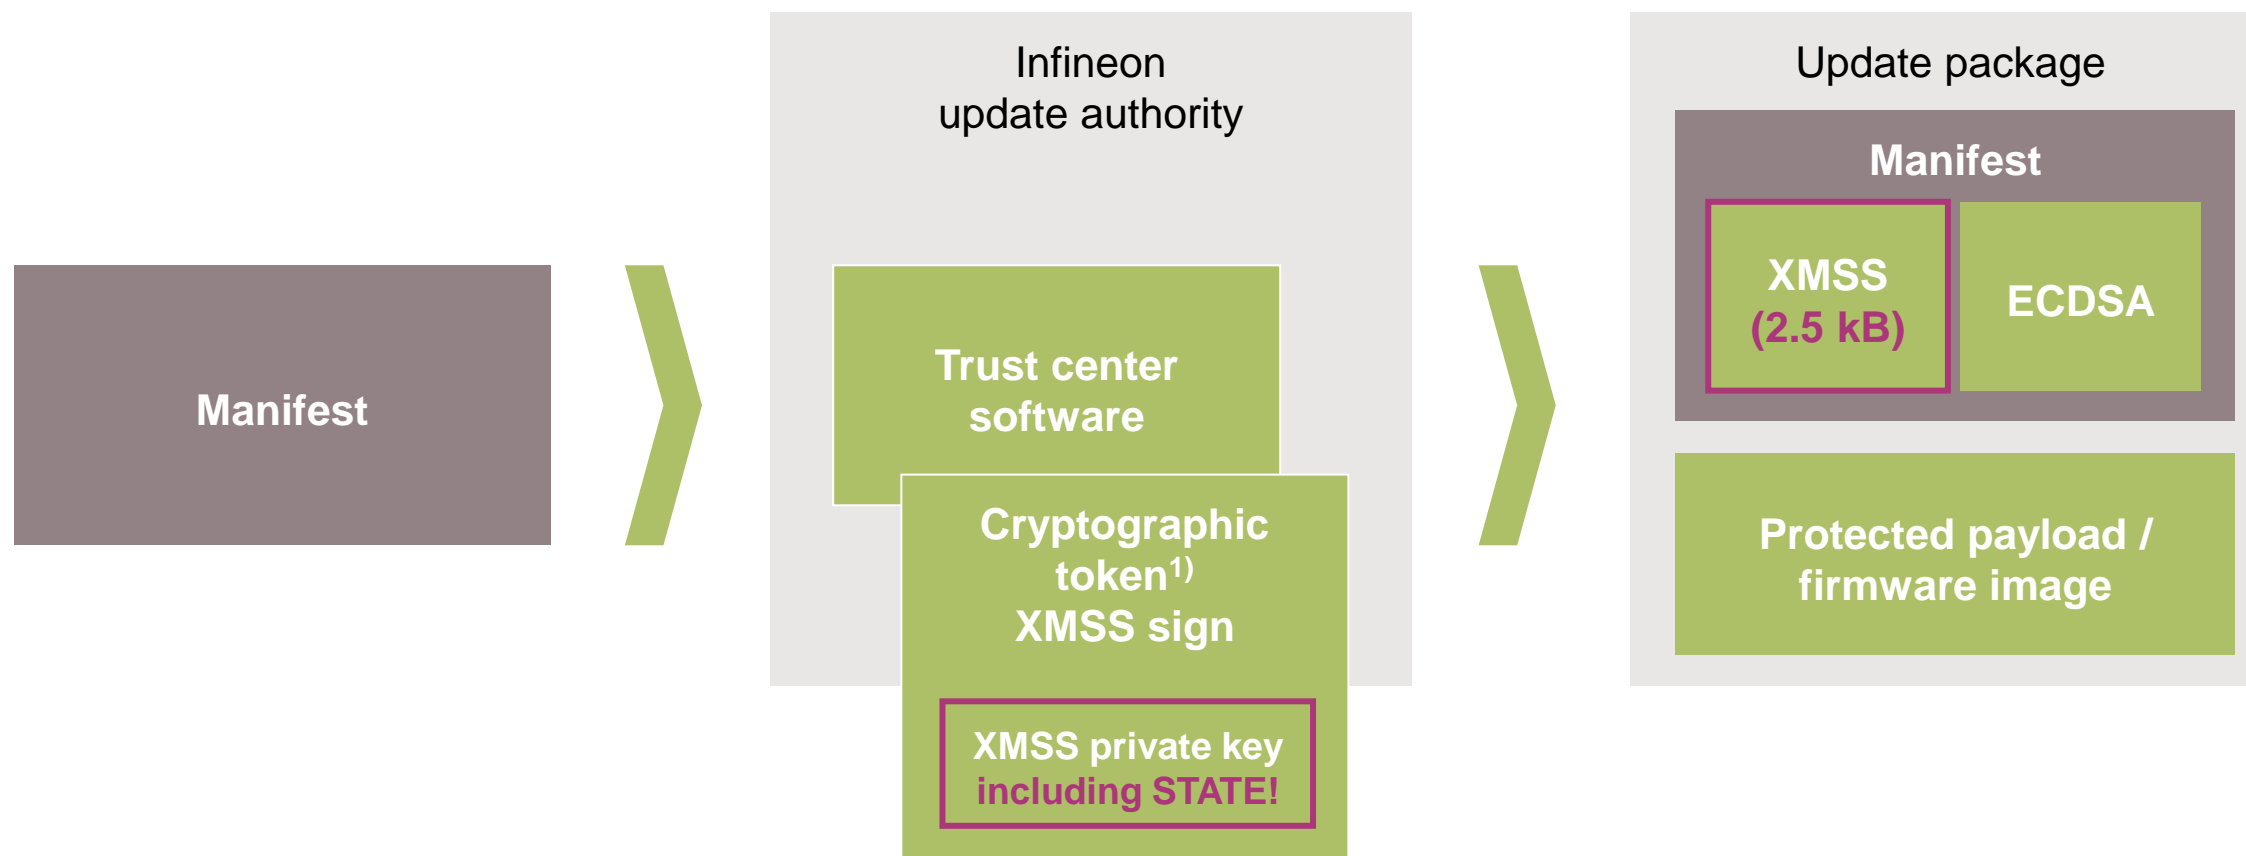 Manifest
Infineon
update authority
Trust center
software
Cryptographic
token1)
XMSS sign
XMSS private key
including STATE!
Update package
Manifest
XMSS
(2.5 kB)
ECDSA
Protected payload /
firmware image